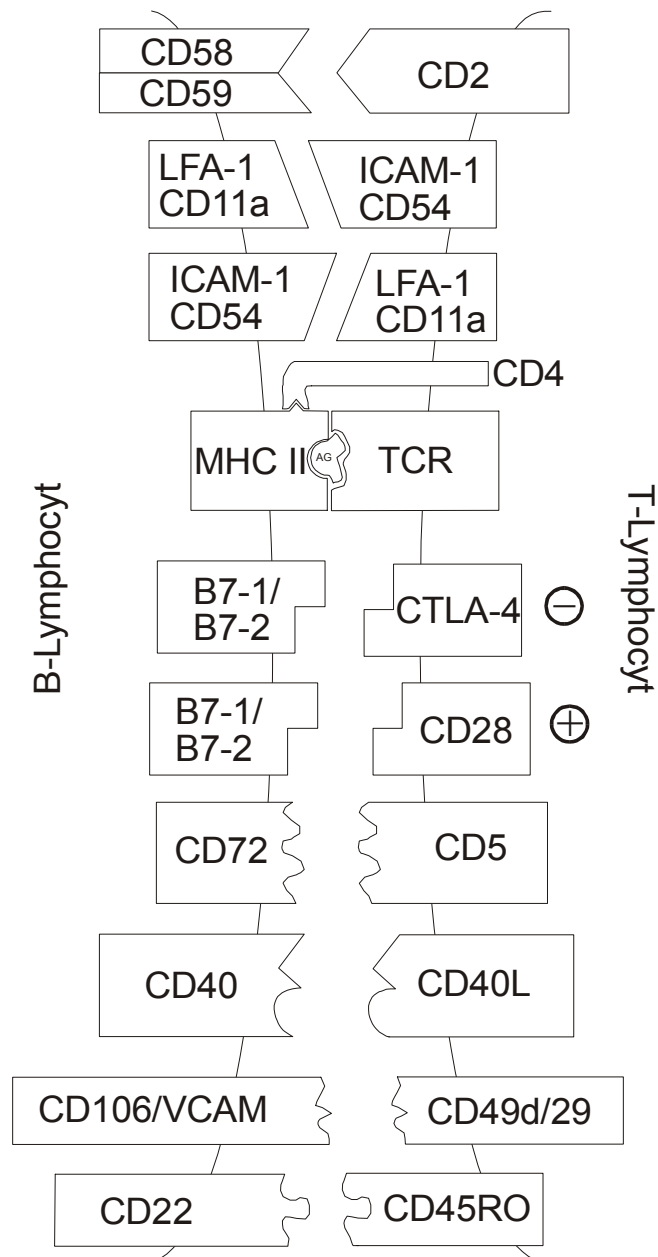 CD58
CD59
CD2
LFA-1
CD11a
ICAM-1
CD54
ICAM-1
CD54
LFA-1
CD11a
CD4
MHC II
AG
TCR
B-Lymphocyt
T-Lymphocyt
B7-1/
B7-2
CTLA-4
−
B7-1/
B7-2
CD28
+
CD72
CD5
CD40
CD40L
CD106/VCAM
CD49d/29
CD22
CD45RO